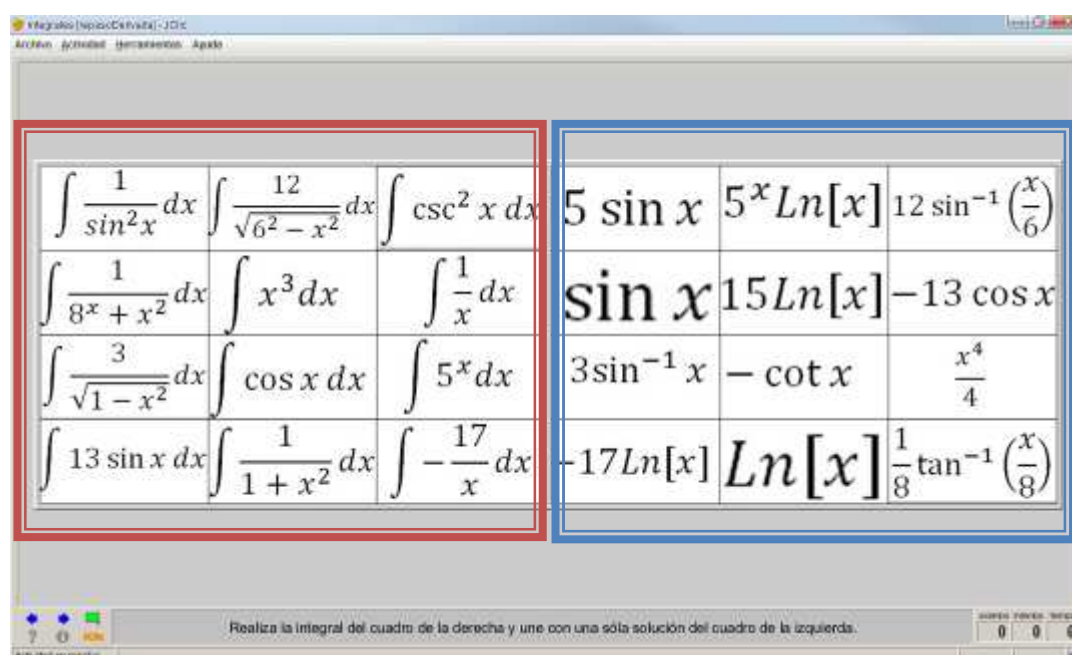 Integrales [repasoDerivada] - JClic
Archivo Actividad Herramientas Ayuda
∫ 1/sin²x dx ∫ 12/√(6² − x²) dx ∫ csc² x dx 5 sin x 5ˣLn[x] 12 sin⁻¹(x/6)
∫ 1/(8ˣ + x²) dx ∫ x³dx ∫ 1/x dx sin x 15Ln[x] −13 cos x
∫ 3/√(1 − x²) dx ∫ cos x dx ∫ 5ˣdx 3sin⁻¹ x − cot x x⁴/4
∫ 13 sin x dx ∫ 1/(1 + x²) dx ∫ −17/x dx −17Ln[x] Ln[x] 1/8 tan⁻¹(x/8)
Realiza la integral del cuadro de la derecha y une con una sóla solución del cuadro de la izquierda.
0 0